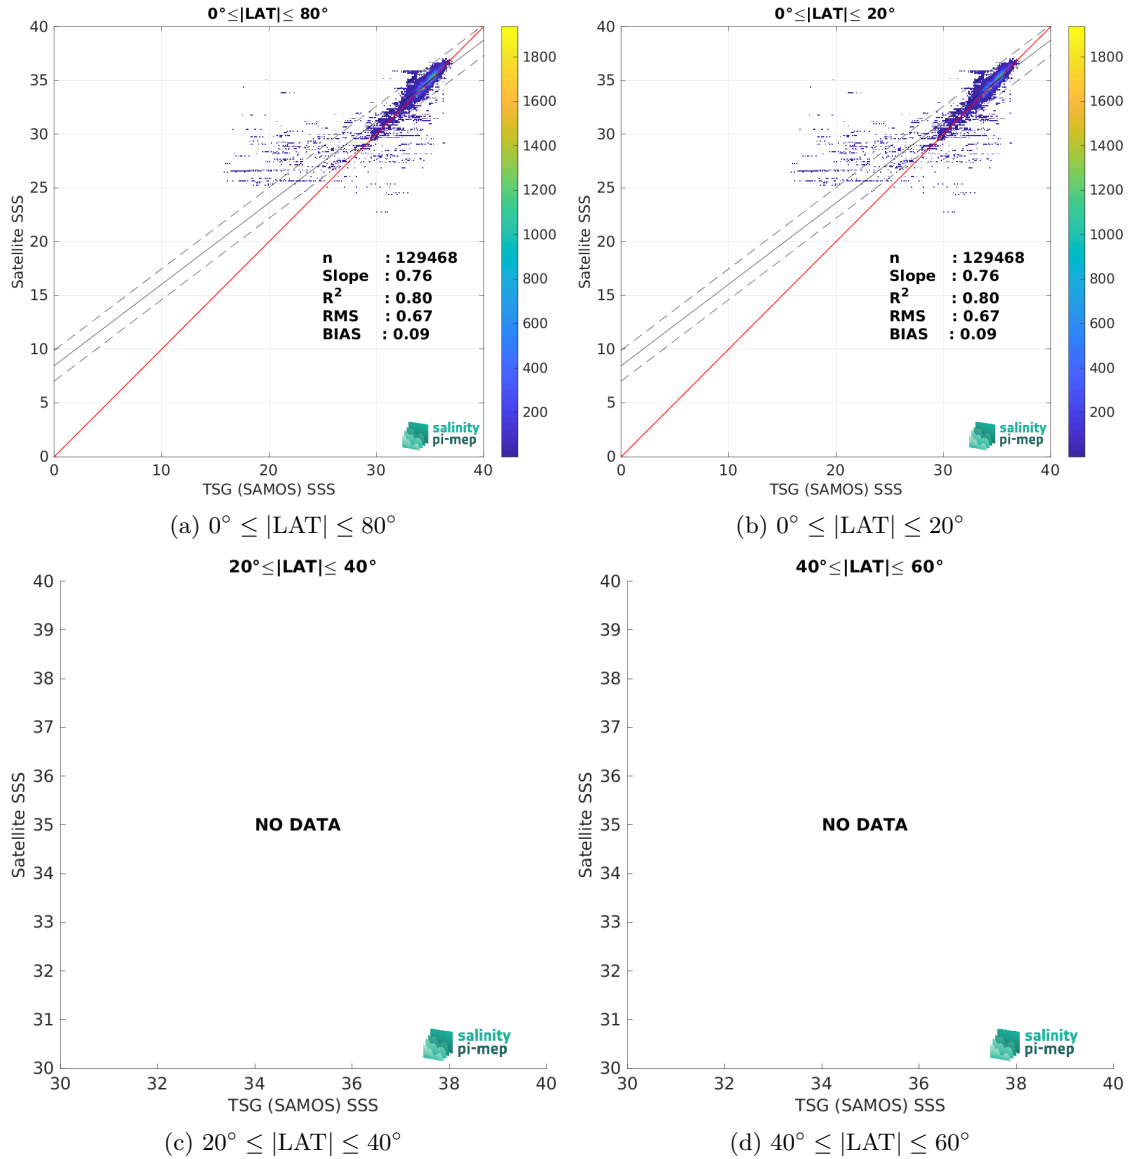 0°≤|LAT|≤ 80°
40
35
30
25
20
15
10
5
0
0
10
20
30
40
1800
1600
1400
1200
1000
800
600
400
200
Satellite SSS
TSG (SAMOS) SSS
n : 129468
Slope : 0.76
R² : 0.80
RMS : 0.67
BIAS : 0.09
salinity
pi-mep
(a) 0° ≤ |LAT| ≤ 80°
0°≤|LAT|≤ 20°
40
35
30
25
20
15
10
5
0
0
10
20
30
40
1800
1600
1400
1200
1000
800
600
400
200
Satellite SSS
TSG (SAMOS) SSS
n : 129468
Slope : 0.76
R² : 0.80
RMS : 0.67
BIAS : 0.09
salinity
pi-mep
(b) 0° ≤ |LAT| ≤ 20°
20°≤|LAT|≤ 40°
40
39
38
37
36
35
34
33
32
31
30
30
32
34
36
38
40
Satellite SSS
TSG (SAMOS) SSS
NO DATA
salinity
pi-mep
(c) 20° ≤ |LAT| ≤ 40°
40°≤|LAT|≤ 60°
40
39
38
37
36
35
34
33
32
31
30
30
32
34
36
38
40
Satellite SSS
TSG (SAMOS) SSS
NO DATA
salinity
pi-mep
(d) 40° ≤ |LAT| ≤ 60°